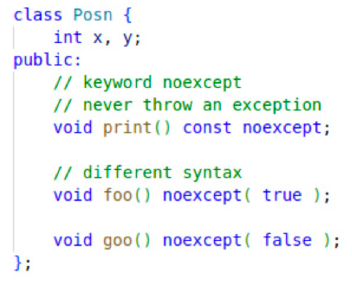 class Posn {
int x, y;
public:
// keyword noexcept
// never throw an exception
void print() const noexcept;
// different syntax
void foo() noexcept( true );
void goo() noexcept( false );
};